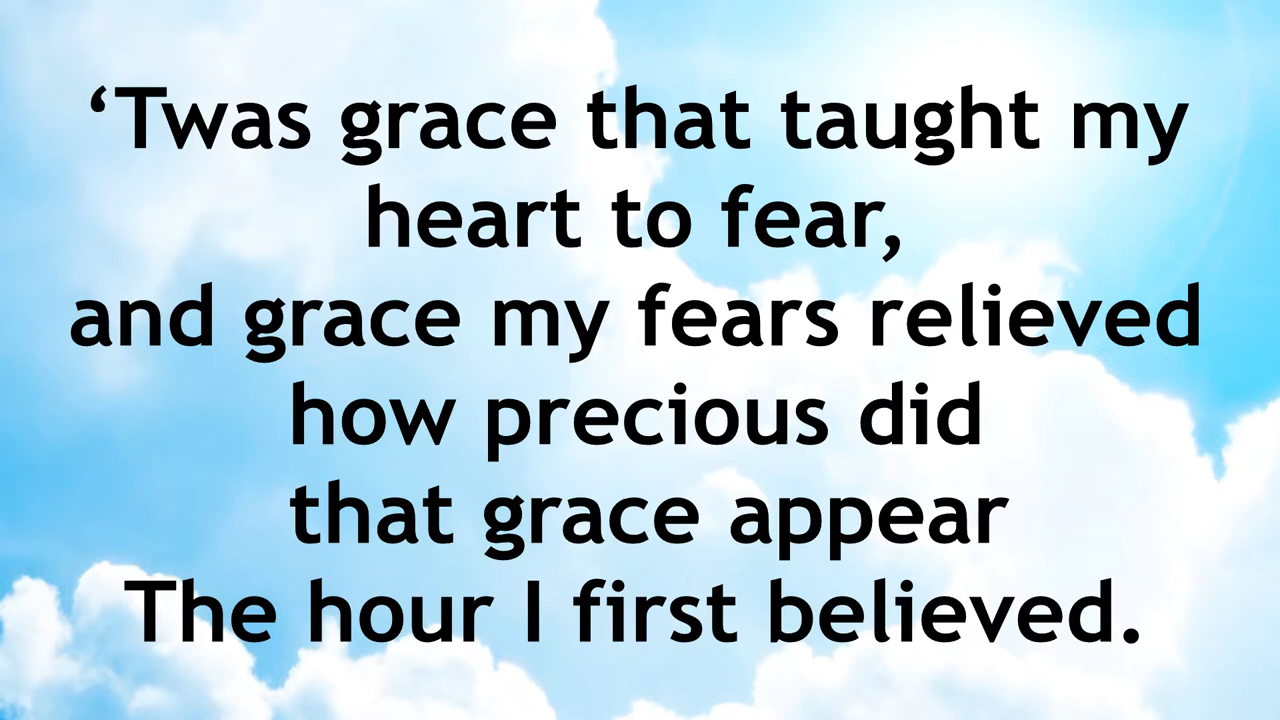 ‘Twas grace that taught my
heart to fear,
and grace my fears relieved
how precious did
that grace appear
The hour I first believed.